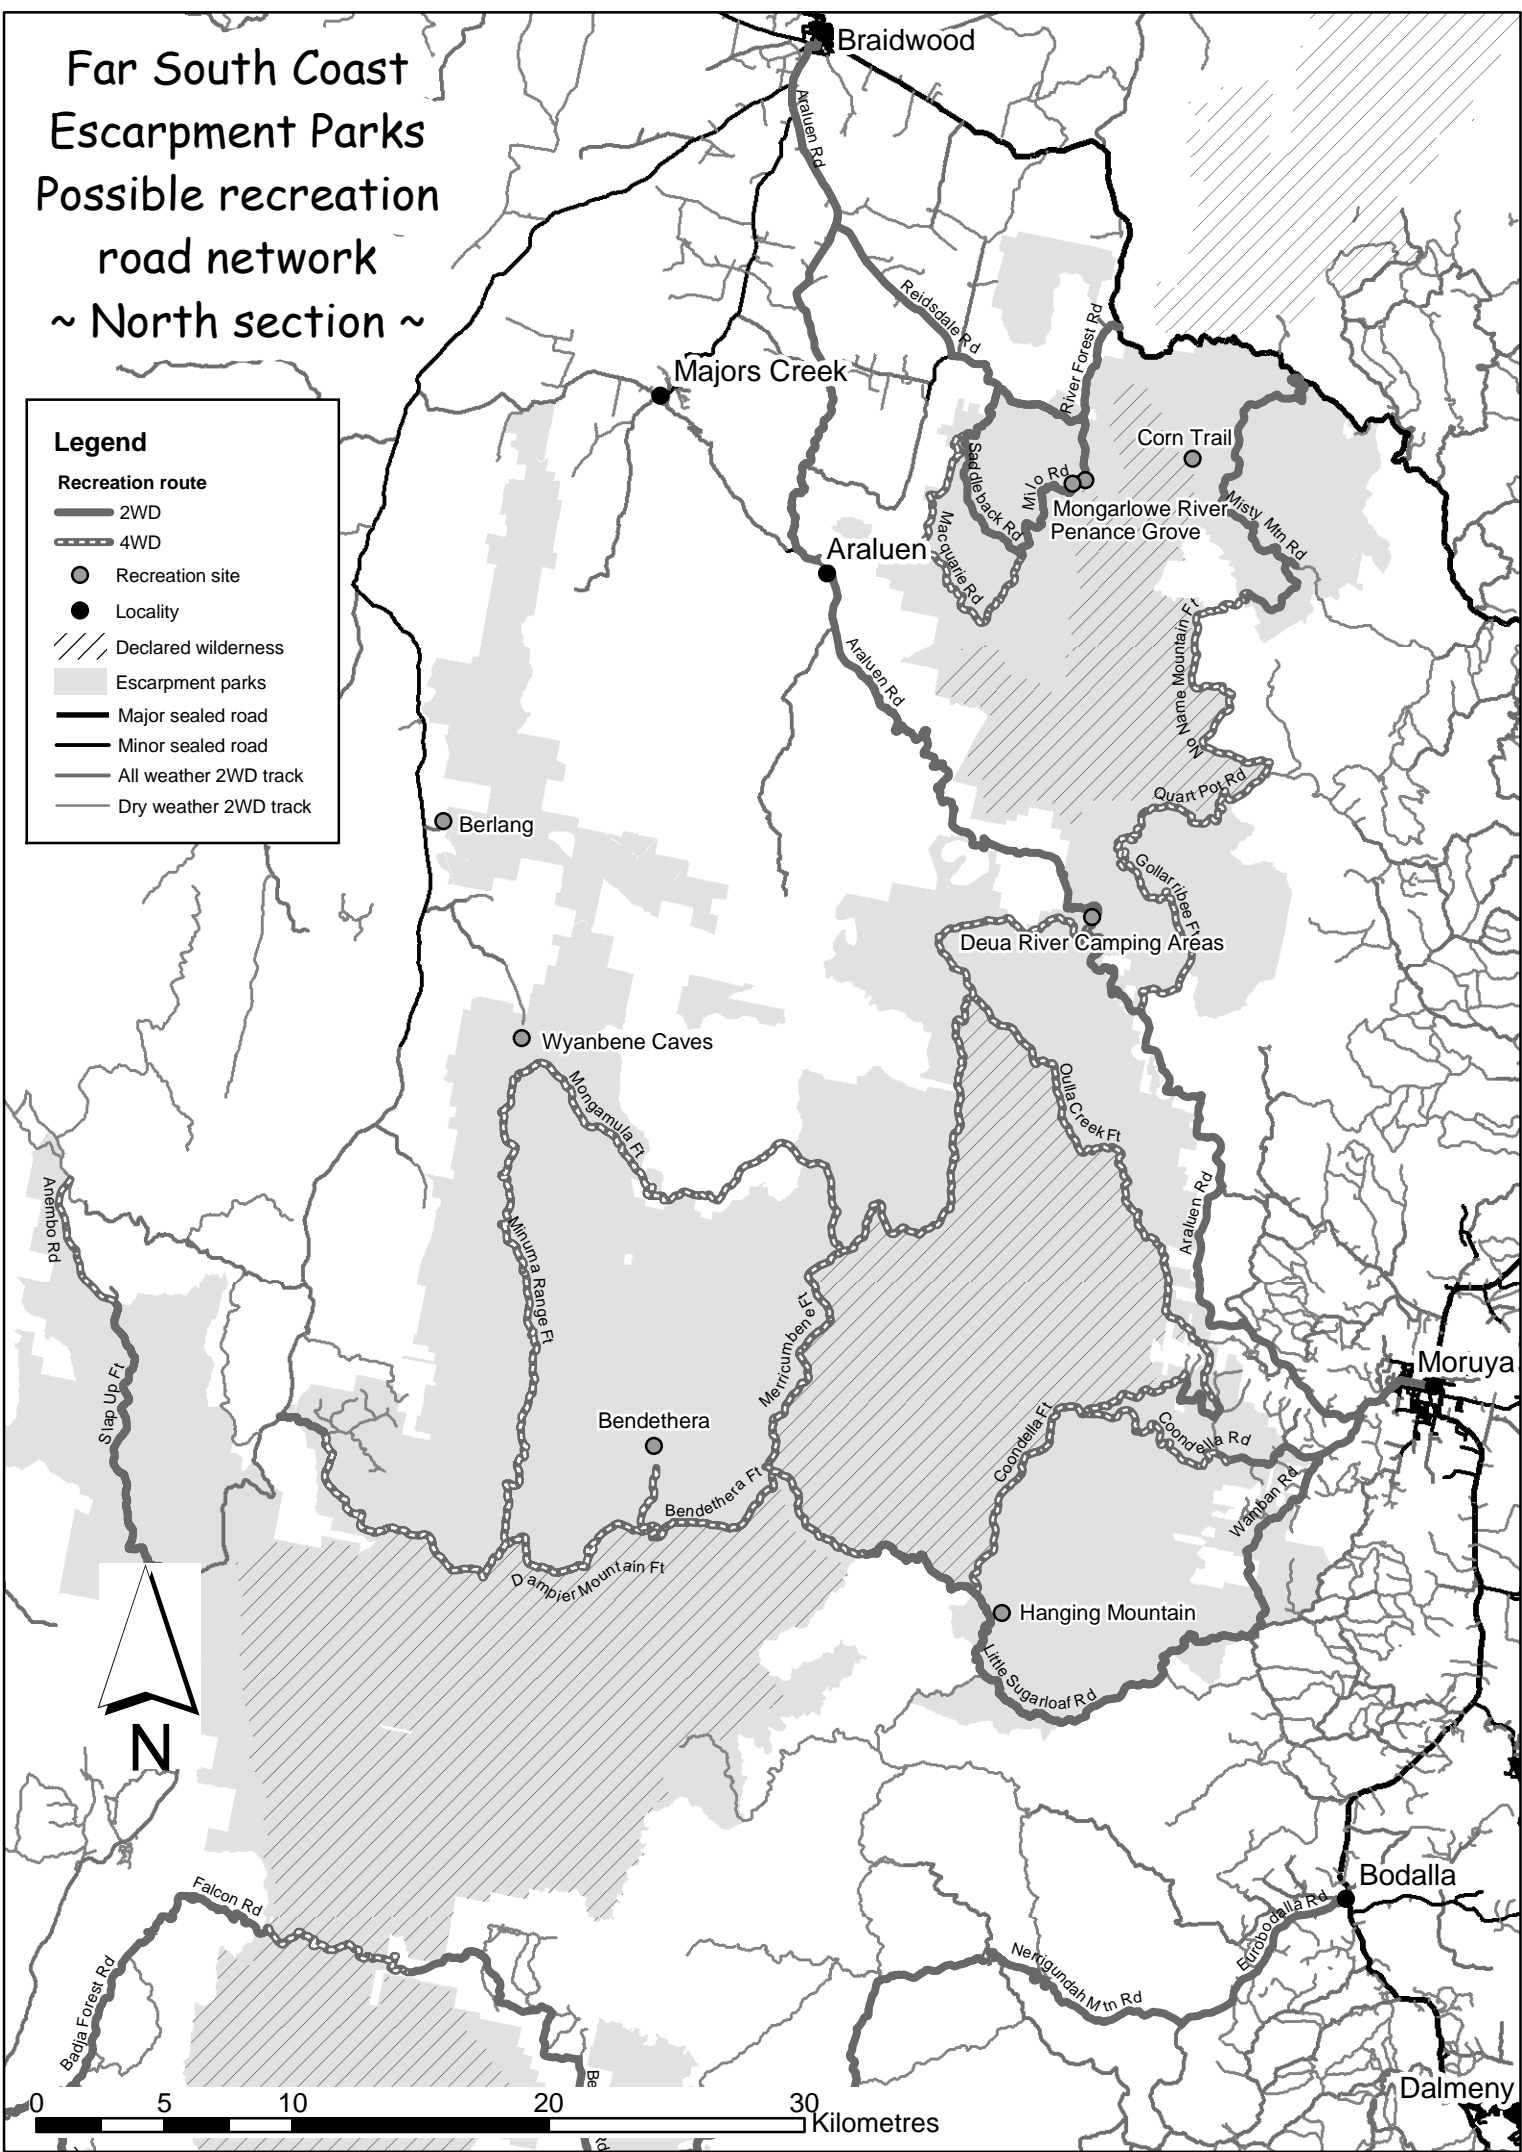 Far South Coast
Escarpment Parks
Possible recreation
road network
~ North section ~
Legend
Recreation route
2WD
4WD
Recreation site
Locality
Declared wilderness
Escarpment parks
Major sealed road
Minor sealed road
All weather 2WD track
Dry weather 2WD track
Braidwood
Araluen Rd
Reidsdale Rd
River Forest Rd
Majors Creek
Corn Trail
Saddleback Rd
Milo Rd
Mongarlowe River
Penance Grove
Misty Mtn Rd
Macquarie Rd
Araluen
Araluen Rd
No Name Mountain Ft
Quart Pot Rd
Berlang
Gollarribee Ft
Deua River Camping Areas
Wyanbene Caves
Mongamula Ft
Oulla Creek Ft
Anembo Rd
Araluen Rd
Minuma Range Ft
Merricumbene Ft
Slap Up Ft
Moruya
Bendethera
Coondella Ft
Coondella Rd
Bendethera Ft
Wamban Rd
Dampier Mountain Ft
Hanging Mountain
Little Sugarloaf Rd
N
Bodalla
Falcon Rd
Eurobodalla Rd
Nerrigundah Mtn Rd
Badja Forest Rd
Be
Rd
Dalmeny
0 5 10 20 30
Kilometres